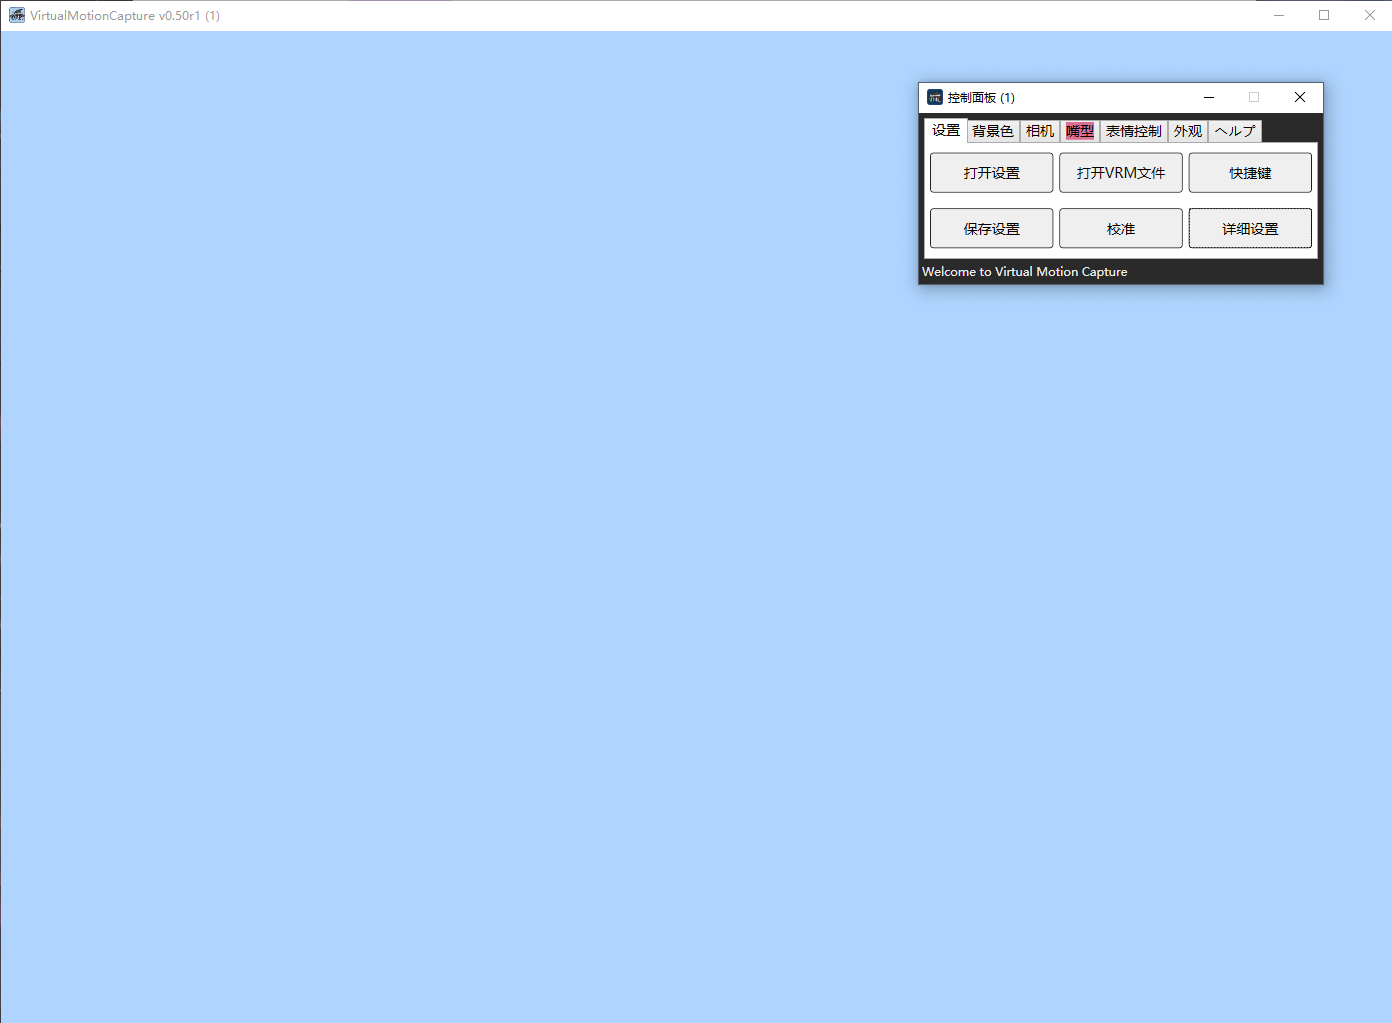 VirtualMotionCapture v0.50r1 (1)
控制面板 (1)
设置 背景色 相机 嘴型 表情控制 外观 ヘルプ
打开设置 打开VRM文件 快捷键
保存设置 校准 详细设置
Welcome to Virtual Motion Capture